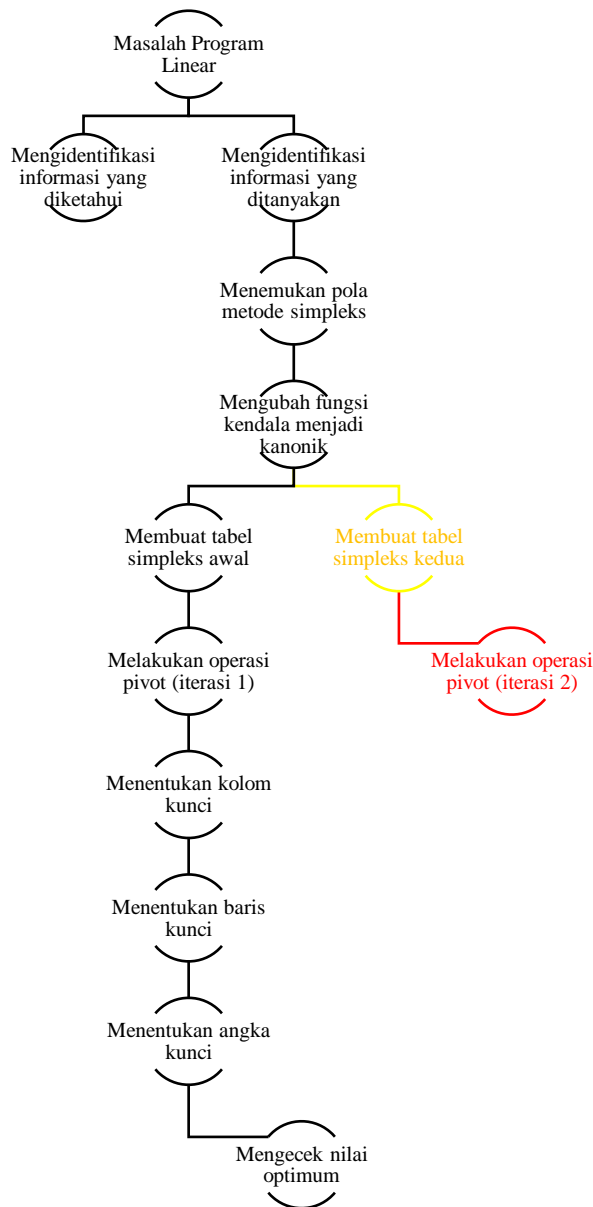 Masalah Program
Linear
Mengidentifikasi
informasi yang
diketahui
Mengidentifikasi
informasi yang
ditanyakan
Menemukan pola
metode simpleks
Mengubah fungsi
kendala menjadi
kanonik
Membuat tabel
simpleks awal
Membuat tabel
simpleks kedua
Melakukan operasi
pivot (iterasi 1)
Melakukan operasi
pivot (iterasi 2)
Menentukan kolom
kunci
Menentukan baris
kunci
Menentukan angka
kunci
Mengecek nilai
optimum